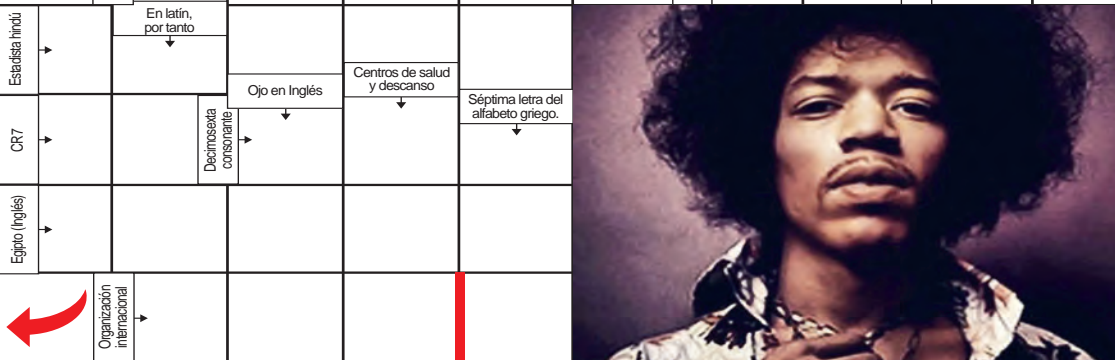 En latín,
por tanto
Estadista hindú
Ojo en Inglés
Centros de salud
y descanso
Séptima letra del
alfabeto griego.
CR7
Decimosexta
consonante
Egipto (Inglés)
Organización
internacional